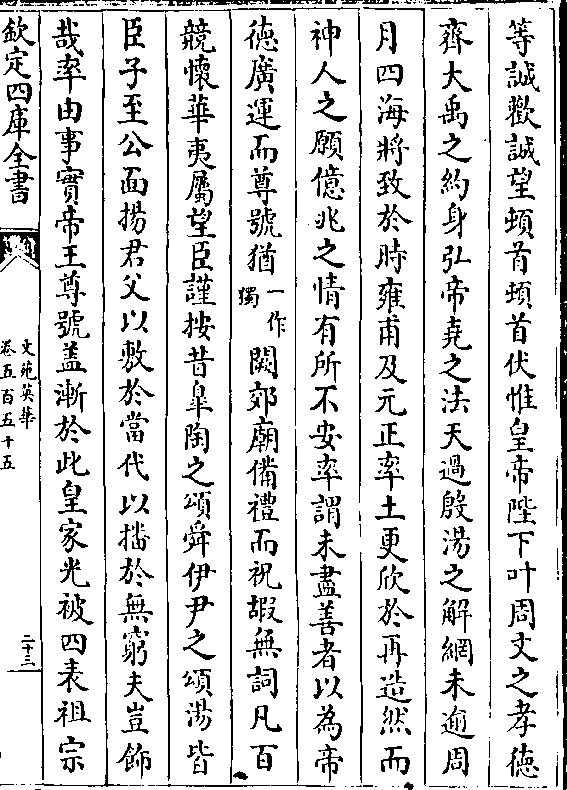 等誠歡誠望頓首頓首伏惟皇帝陛下叶周文之孝德
齊大禹之約身弘帝堯之法天過殷湯之解網未逾周
月四海將致於時雍甫及元正率土更欣於再造然而
神人之願億兆之情有所不安率謂未盡善者以為帝
德廣運而尊號猶一作獨闕郊廟備禮而祝嘏無詞凡百
競懷華夷屬望臣謹按昔臯陶之頌舜伊尹之頌湯皆
臣子至公面揚君父以敷於當代以播於無窮夫豈飾
哉率由事實帝王尊號蓋漸於此皇家光被四表祖宗
欽定四庫全書
文苑英華
卷五百五十五
二十三